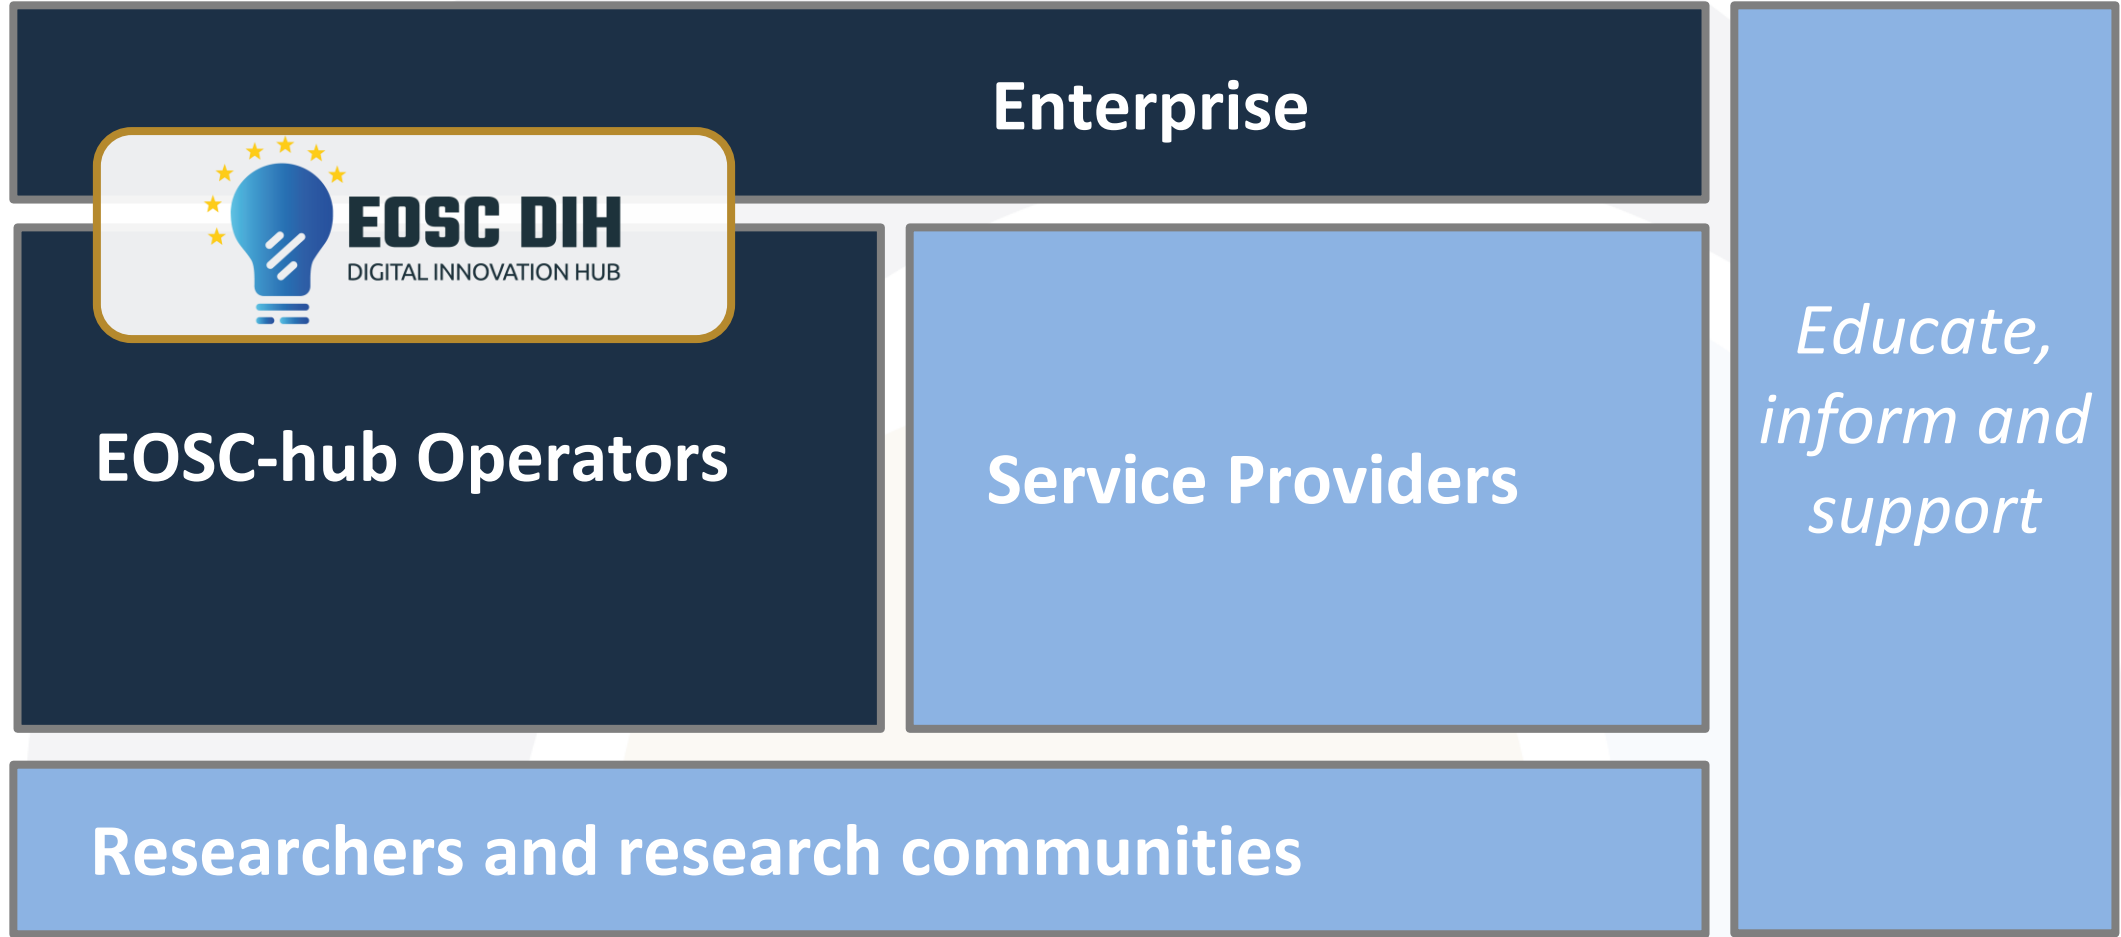 Enterprise
EOSC DIH
DIGITAL INNOVATION HUB
EOSC-hub Operators
Service Providers
Researchers and research communities
Educate,
inform and
support